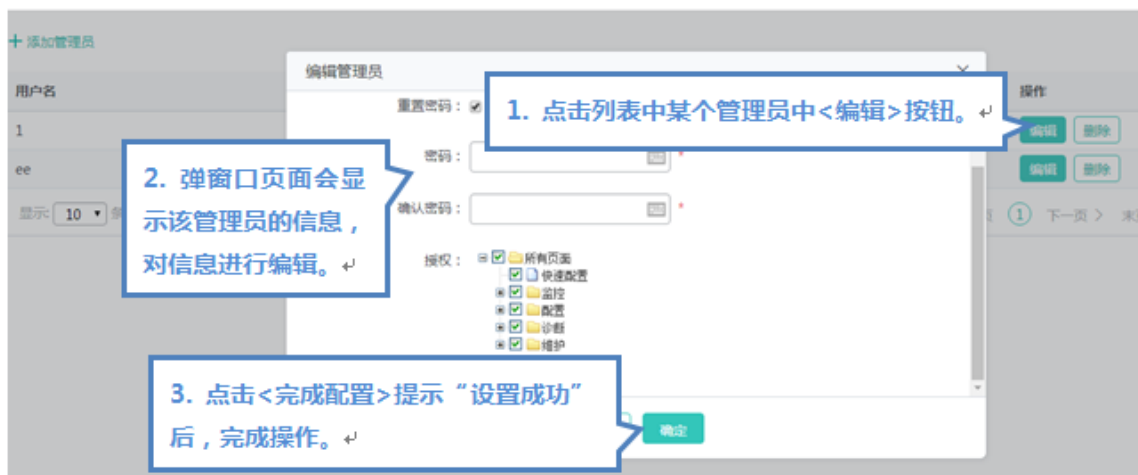 + 添加管理员
编辑管理员
用户名
操作
重置密码：
1. 点击列表中某个管理员中<编辑>按钮。
1
编辑 删除
密码： *
ee
编辑 删除
2. 弹窗口页面会显
示该管理员的信息，
对信息进行编辑。
确认密码： *
显示: 10
1 下一页 >
授权：
所有页面
快速配置
监控
配置
诊断
维护
3. 点击<完成配置>提示“设置成功”
后，完成操作。
确定